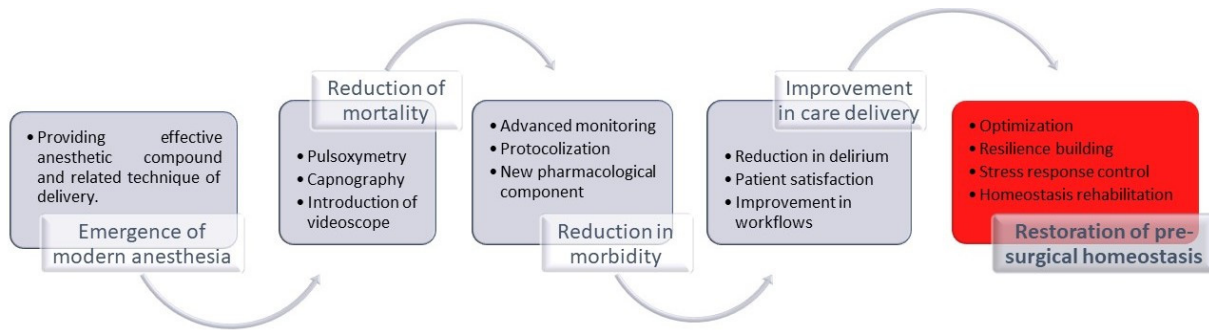 • Providing effective
anesthetic compound
and related technique of
delivery.
Emergence of
modern anesthesia
Reduction of
mortality
• Pulsoxymetry
• Capnography
• Introduction of
videoscope
• Advanced monitoring
• Protocolization
• New pharmacological
component
Reduction in
morbidity
Improvement
in care delivery
• Reduction in delirium
• Patient satisfaction
• Improvement in
workflows
• Optimization
• Resilience building
• Stress response control
• Homeostasis rehabilitation
Restoration of pre-
surgical homeostasis